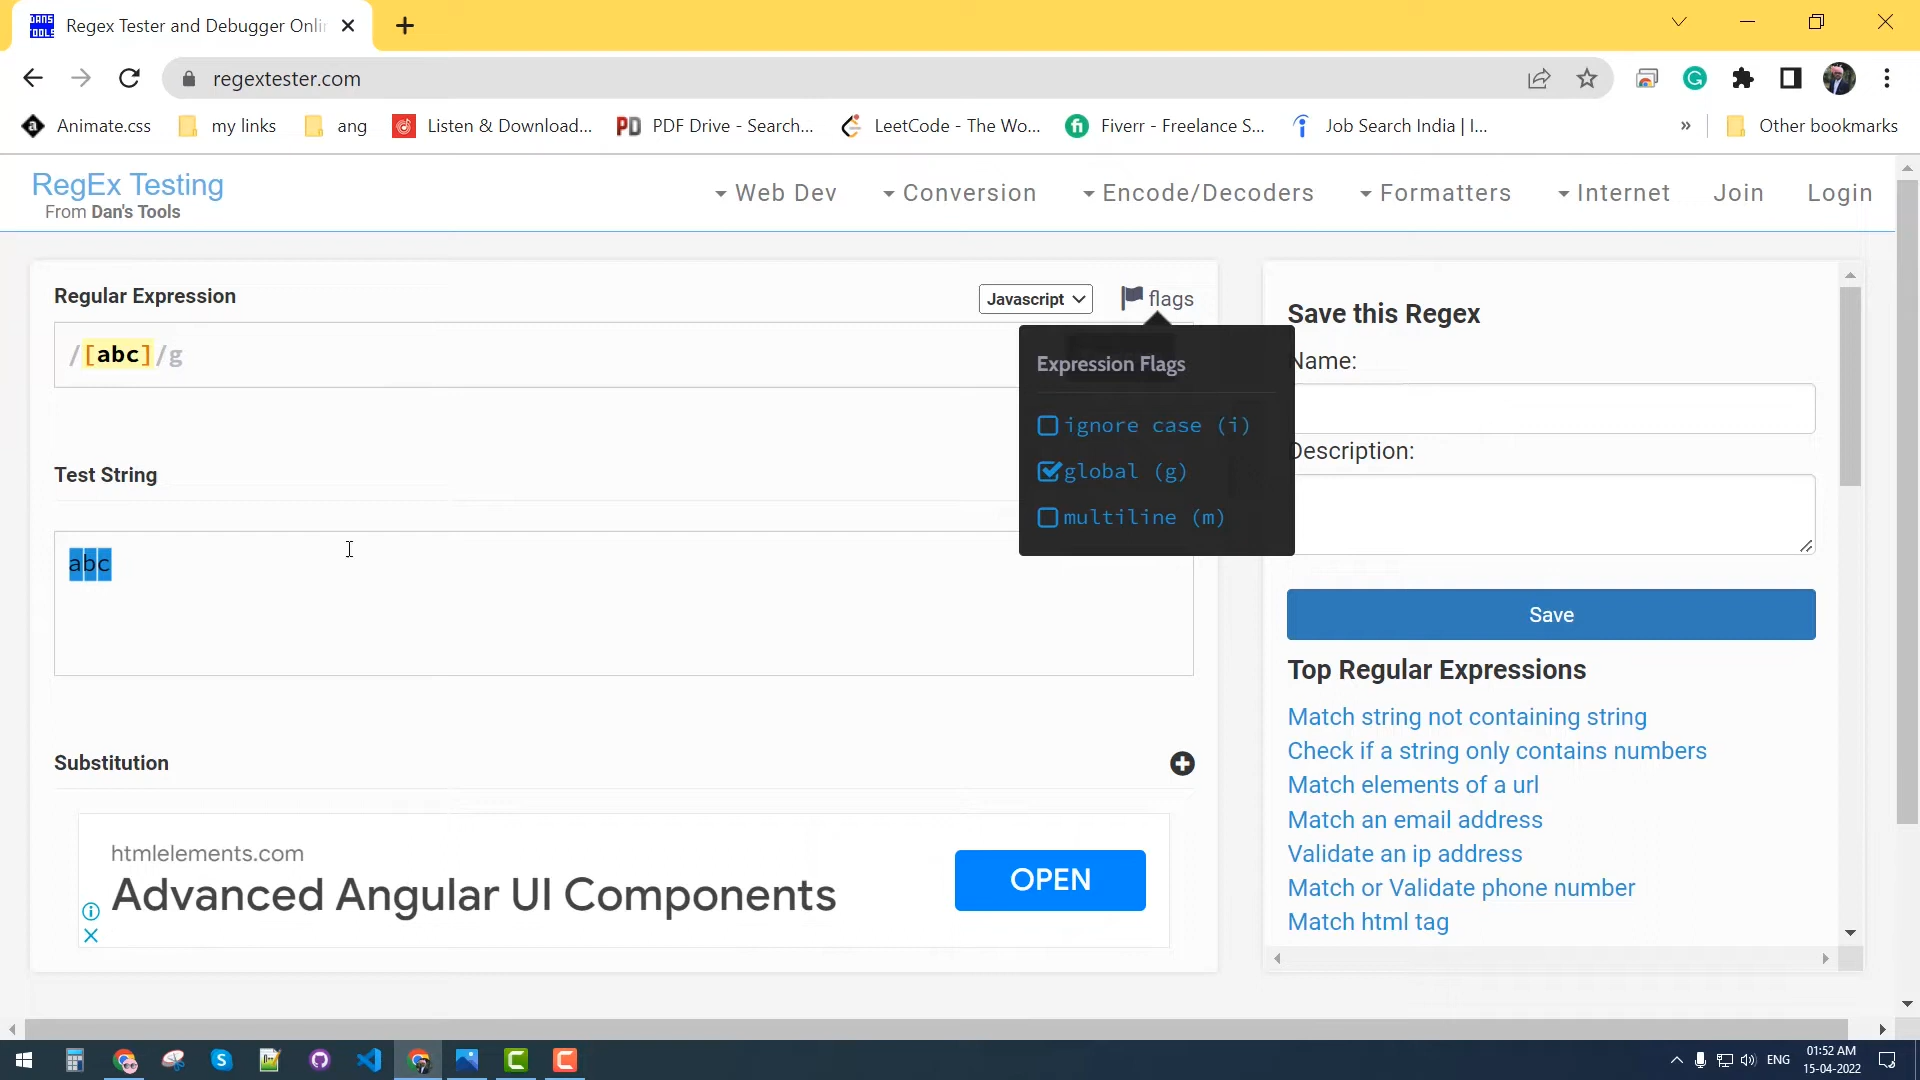 Regex Tester and Debugger Onli
regextester.com
Animate.css
my links
ang
Listen & Download...
PDF Drive - Search...
LeetCode - The Wo...
Fiverr - Freelance S...
Job Search India | I...
»
Other bookmarks
RegEx Testing
From Dan's Tools
Web Dev
Conversion
Encode/Decoders
Formatters
Internet
Join
Login
Regular Expression
Javascript
flags
/[abc]/g
Expression Flags
ignore case (i)
global (g)
multiline (m)
Test String
abc
Substitution
htmlelements.com
Advanced Angular UI Components
OPEN
Save this Regex
Name:
Description:
Save
Top Regular Expressions
Match string not containing string
Check if a string only contains numbers
Match elements of a url
Match an email address
Validate an ip address
Match or Validate phone number
Match html tag
ENG
01:52 AM
15-04-2022